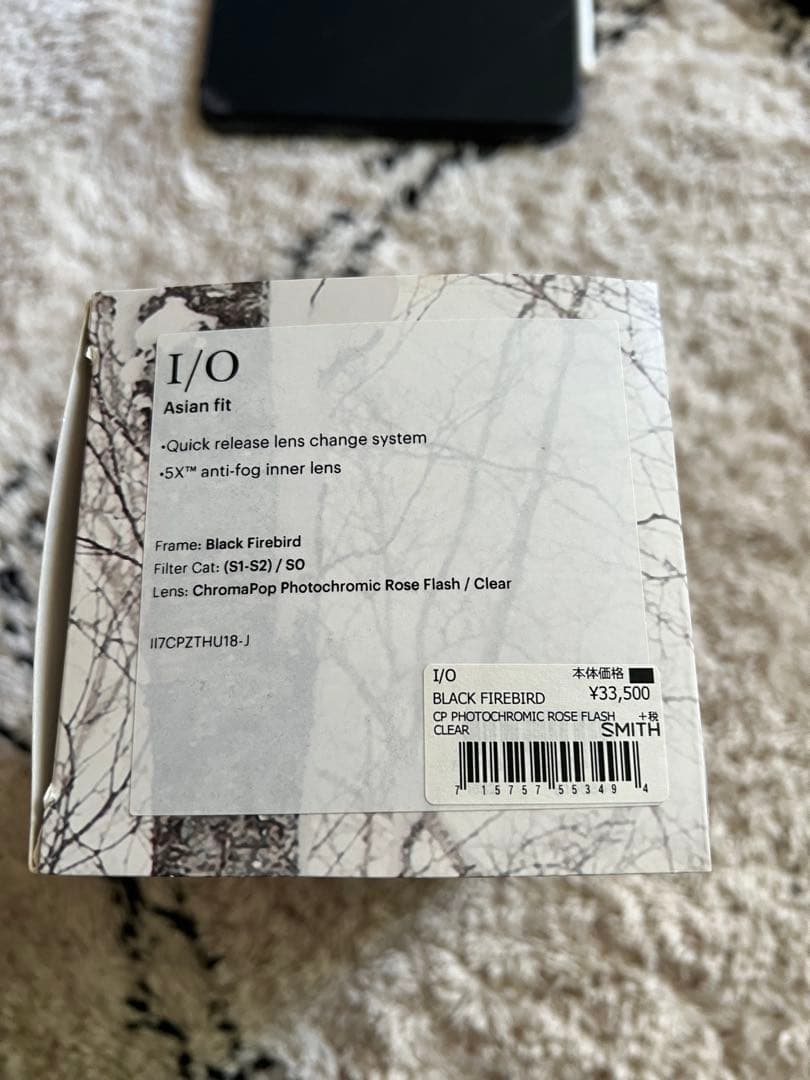 I/O
Asian fit
•Quick release lens change system
•5X™ anti-fog inner lens
Frame: Black Firebird
Filter Cat: (S1-S2) / S0
Lens: ChromaPop Photochromic Rose Flash / Clear
II7CPZTHU18-J
I/O 本体価格
BLACK FIREBIRD ¥33,500
CP PHOTOCHROMIC ROSE FLASH +税
CLEAR SMITH
7 15757 55349 4